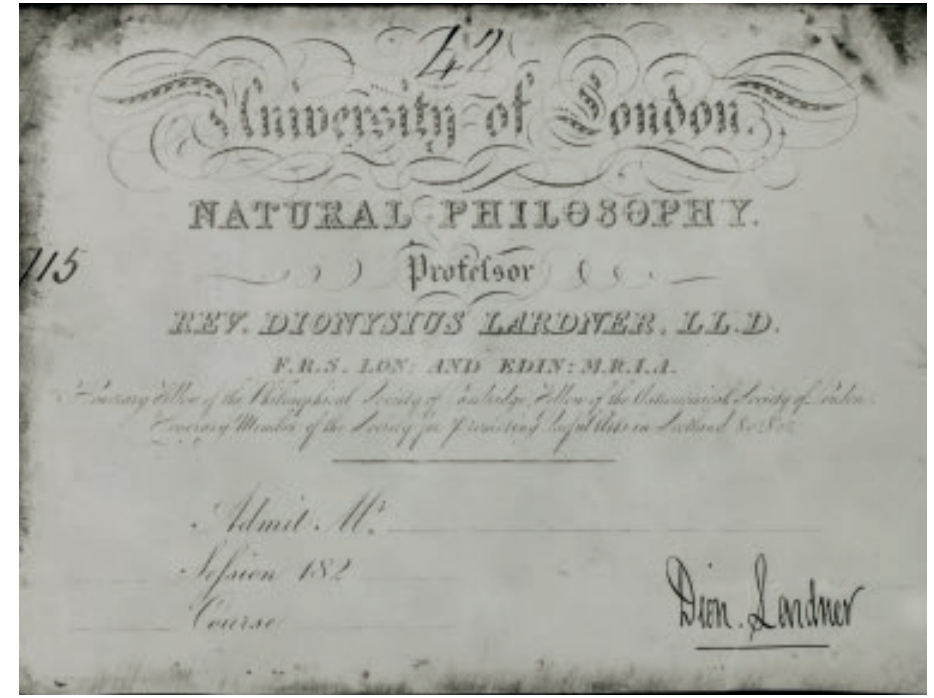 42
University of London.
NATURAL PHILOSOPHY.
715
Profeſsor
REV. DIONYSIUS LARDNER, LL.D.
F.R.S. LON: AND EDIN: M.R.I.A.
Honorary Fellow of the Philosophical Society of Cambridge, Fellow of the Astronomical Society of London
Honorary Member of the Society for Promoting Useful Arts in Scotland &c. &c.
Admit Mr.
Seſsion 182
Course
Dion. Lardner